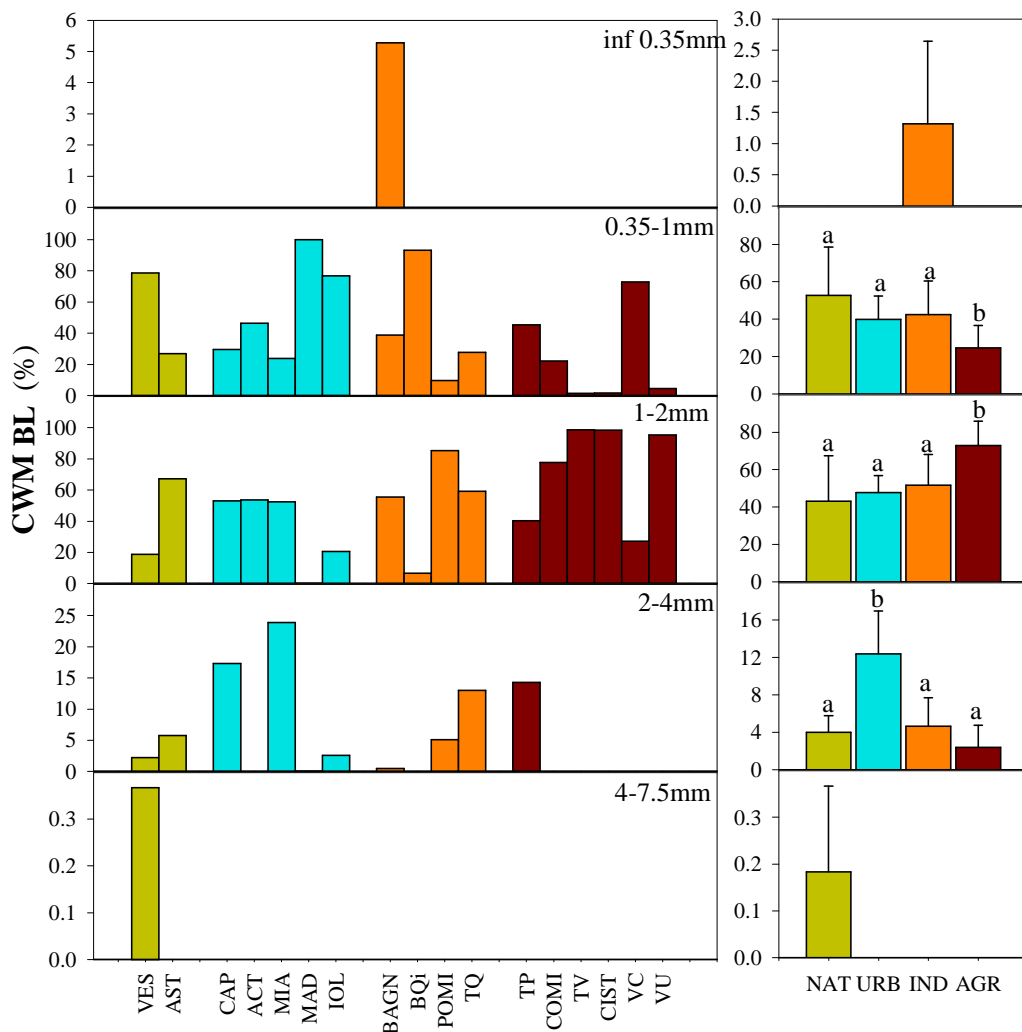 CWM BL (%)
6
5
4
3
2
1
0
inf 0.35mm
3.0
2.5
2.0
1.5
1.0
0.5
0.0
100
80
60
40
20
0
0.35-1mm
80
60
40
20
0
a
a
a
b
100
80
60
40
20
0
1-2mm
80
60
40
20
0
a
a
a
b
25
20
15
10
5
0
2-4mm
16
12
8
4
0
a
b
a
a
0.3
0.2
0.1
0.0
4-7.5mm
0.3
0.2
0.1
0.0
VES
AST
CAP
ACT
MIA
MAD
IOL
BAGN
BQi
POMI
TQ
TP
COMI
TV
CIST
VC
VU
NAT URB IND AGR